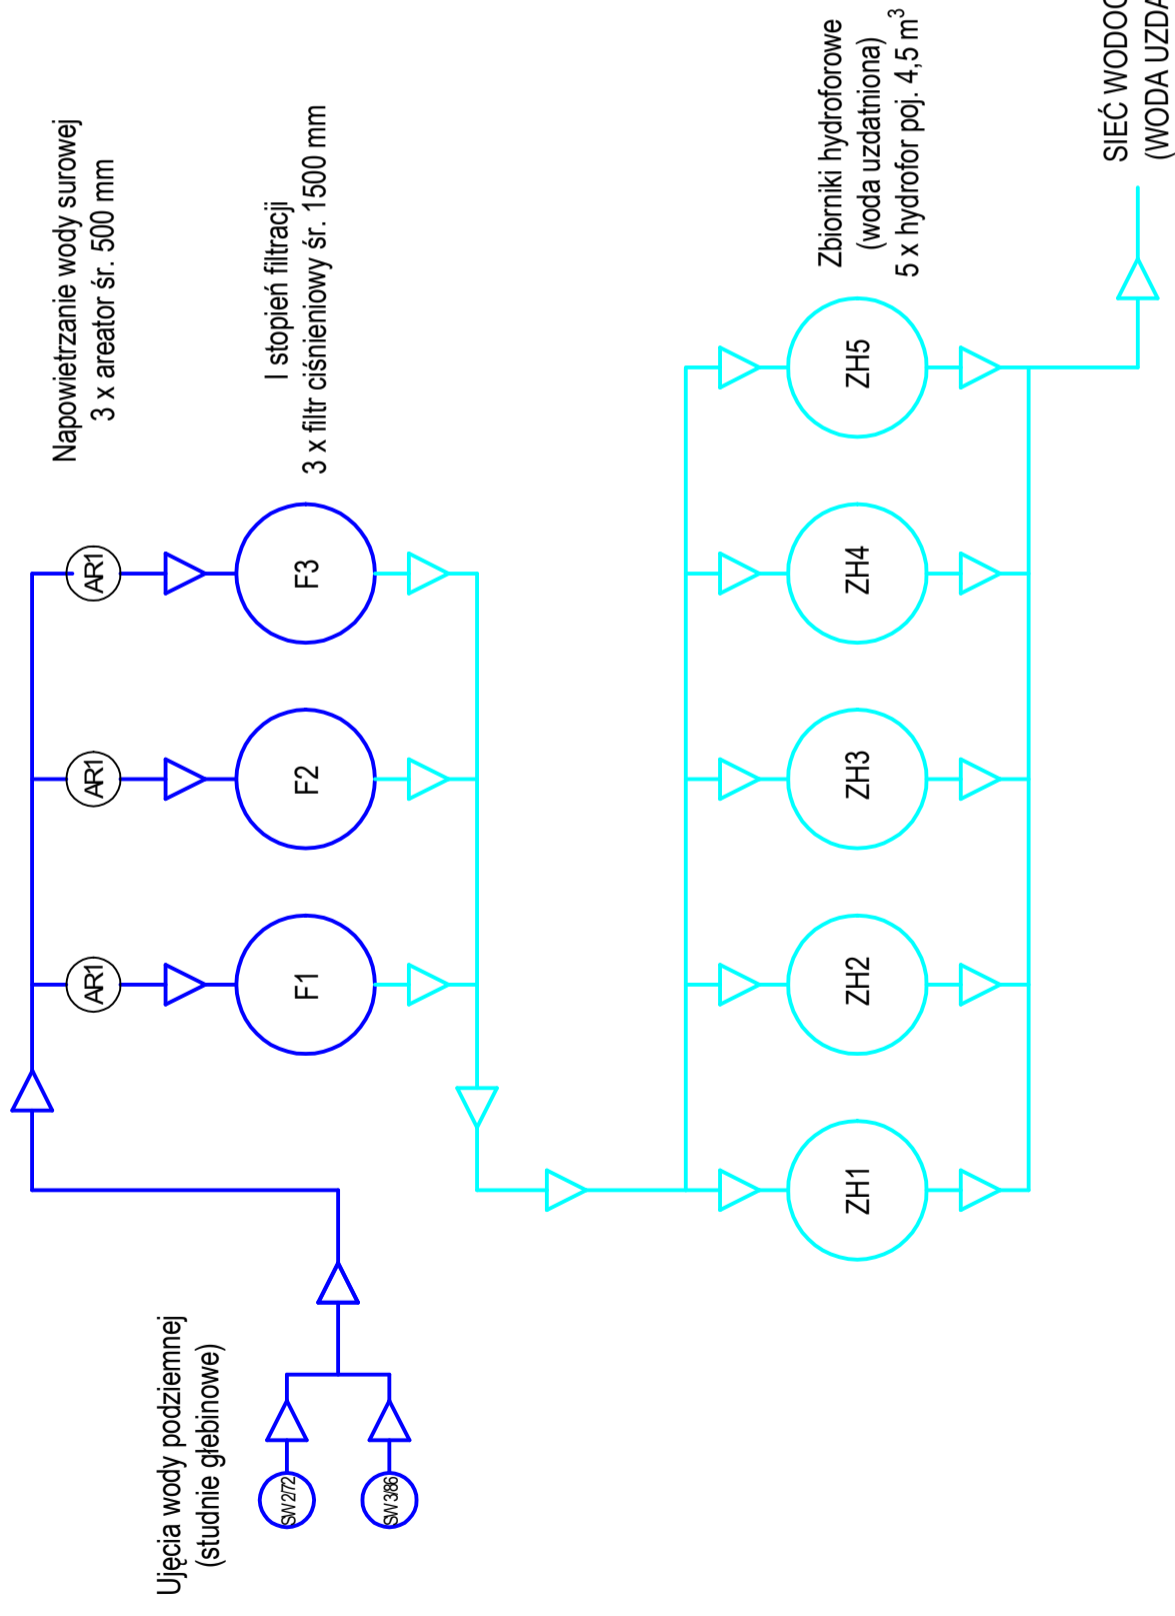 Ujęcia wody podziemnej
(studnie głębinowe)
SW2/72
SW3/86
Napowietrzanie wody surowej
3 x areator śr. 500 mm
AR1
AR1
AR1
I stopień filtracji
3 x filtr ciśnieniowy śr. 1500 mm
F1
F2
F3
Zbiorniki hydroforowe
(woda uzdatniona)
5 x hydrofor poj. 4,5 m³
ZH1
ZH2
ZH3
ZH4
ZH5
SIEĆ
(WODA